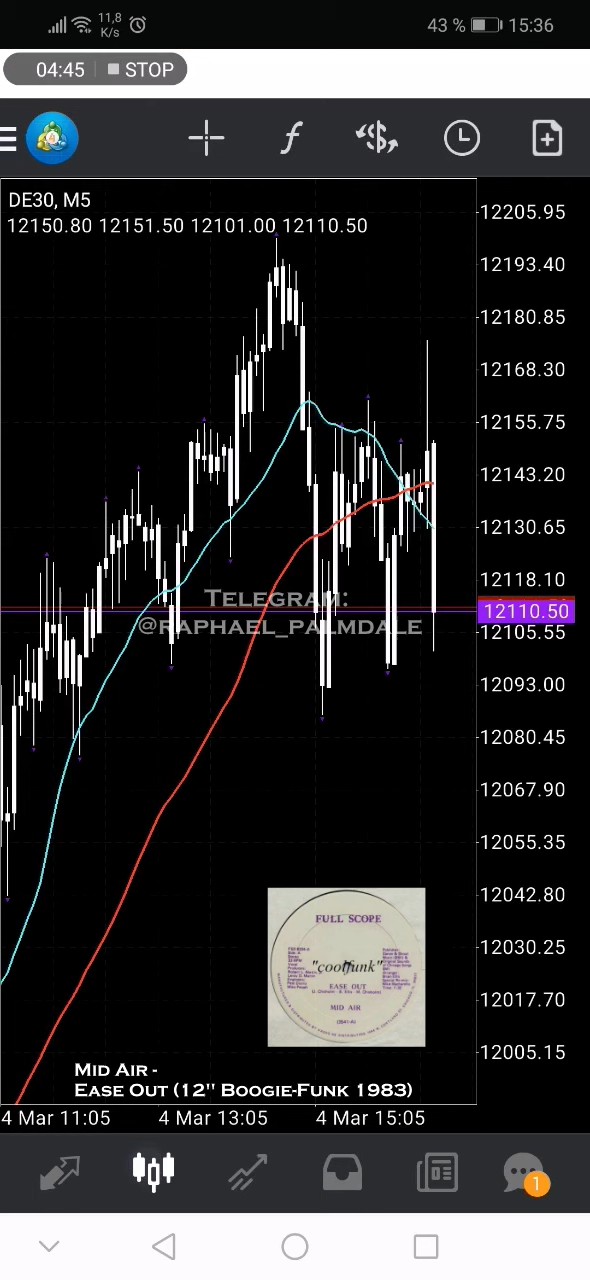 11,8
K/s
43 %
15:36
04:45
STOP
DE30, M5
12150.80 12151.50 12101.00 12110.50
12205.95
12193.40
12180.85
12168.30
12155.75
12143.20
12130.65
12118.10
12110.50
12105.55
12093.00
12080.45
12067.90
12055.35
12042.80
12030.25
12017.70
12005.15
TELEGRAM:
@RAPHAEL_PALMDALE
FULL SCOPE
"coolfunk"
EASE OUT
MID AIR
MID AIR -
EASE OUT (12" BOOGIE-FUNK 1983)
4 Mar 11:05 4 Mar 13:05 4 Mar 15:05
1